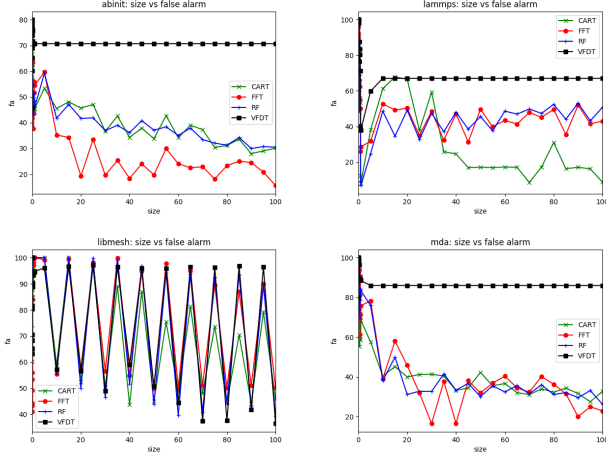 abinit: size vs false alarm
80
70
60
50
40
30
20
fa
CART
FFT
RF
VFDT
0 20 40 60 80 100
size
lammps: size vs false alarm
100
80
60
40
20
fa
CART
FFT
RF
VFDT
0 20 40 60 80 100
size
libmesh: size vs false alarm
100
90
80
70
60
50
40
fa
CART
FFT
RF
VFDT
0 20 40 60 80 100
size
mda: size vs false alarm
100
80
60
40
20
fa
CART
FFT
RF
VFDT
0 20 40 60 80 100
size